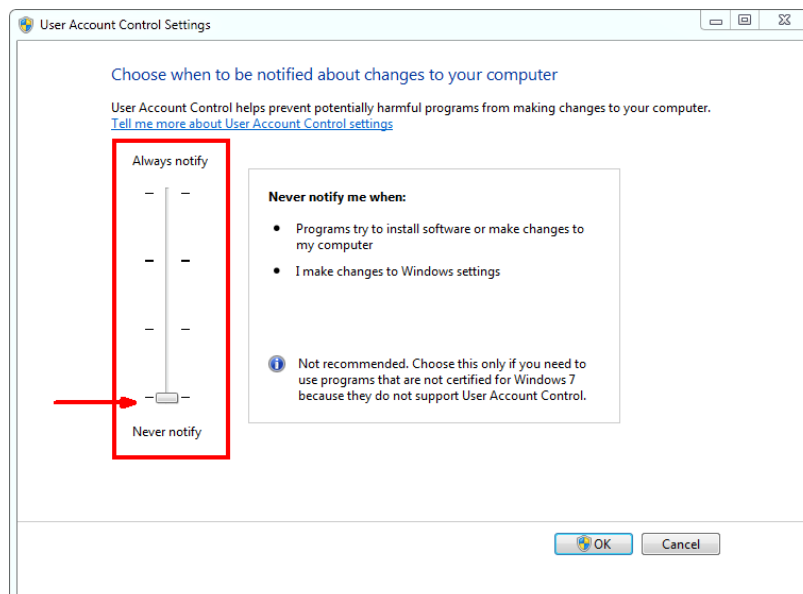 User Account Control Settings
Choose when to be notified about changes to your computer
User Account Control helps prevent potentially harmful programs from making changes to your computer.
Tell me more about User Account Control settings
Always notify
Never notify me when:
• Programs try to install software or make changes to
my computer
• I make changes to Windows settings
Not recommended. Choose this only if you need to
use programs that are not certified for Windows 7
because they do not support User Account Control.
Never notify
OK
Cancel